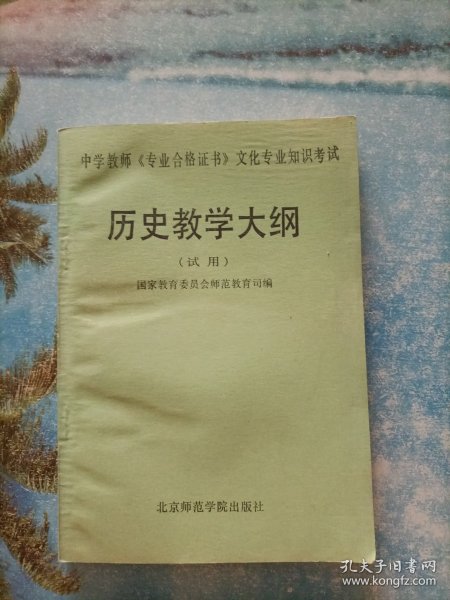 中学教师《专业合格证书》文化专业知识考试
历史教学大纲
（试用）
国家教育委员会师范教育司编
北京师范学院出版社
孔夫子旧书网
www.kongfz.com